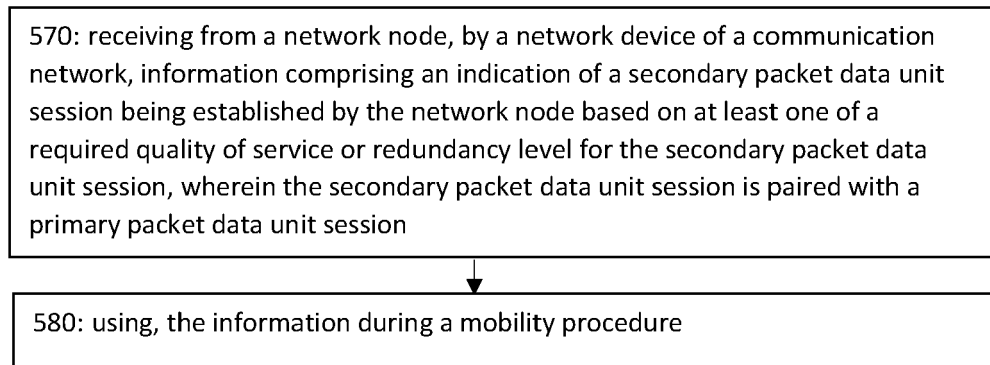 570: receiving from a network node, by a network device of a communication
network, information comprising an indication of a secondary packet data unit
session being established by the network node based on at least one of a
required quality of service or redundancy level for the secondary packet data
unit session, wherein the secondary packet data unit session is paired with a
primary packet data unit session
580: using, the information during a mobility procedure